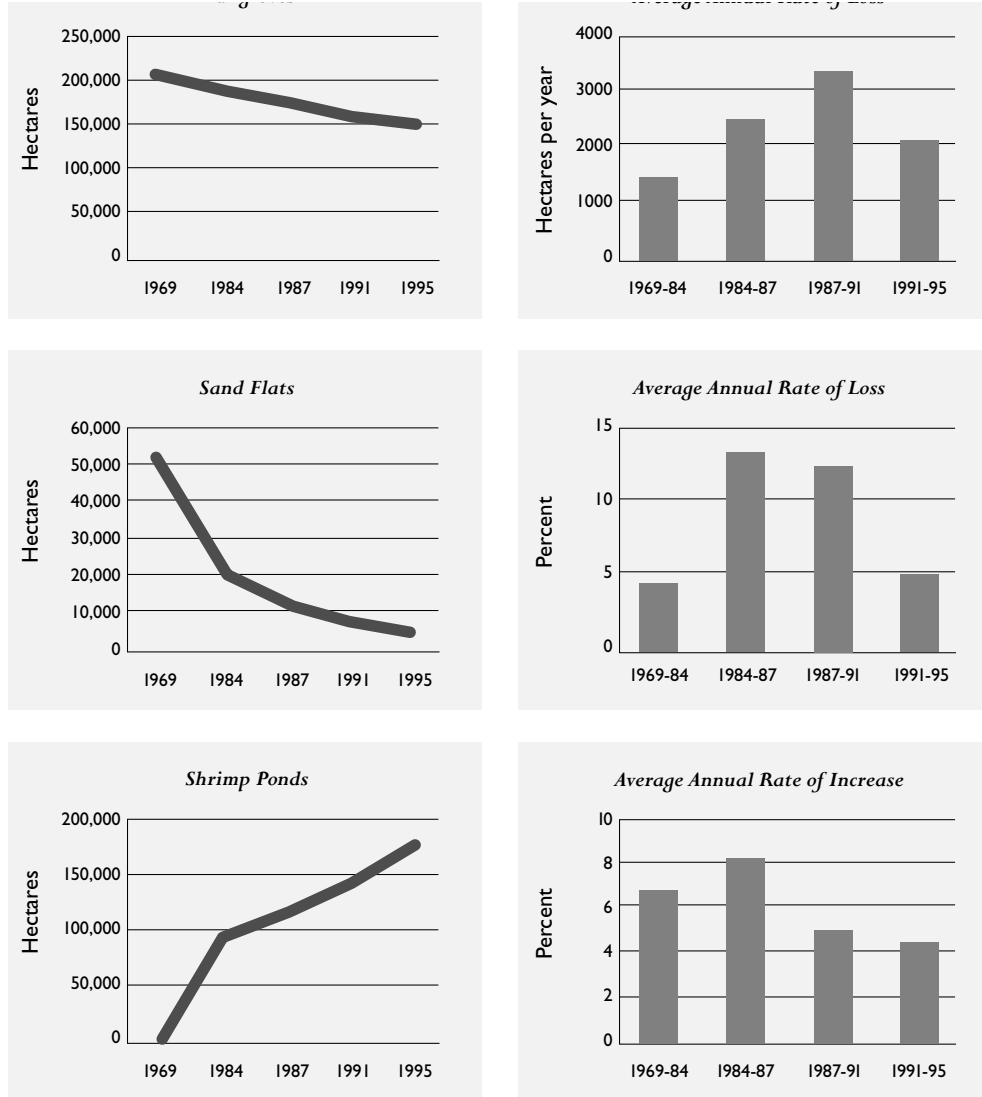 250,000
200,000
150,000
100,000
50,000
0
Hectares
1969 1984 1987 1991 1995
Average Annual Rate of Loss
4000
3000
2000
1000
0
Hectares per year
1969-84 1984-87 1987-91 1991-95
Sand Flats
60,000
50,000
40,000
30,000
20,000
10,000
0
Hectares
1969 1984 1987 1991 1995
Average Annual Rate of Loss
15
10
5
0
Percent
1969-84 1984-87 1987-91 1991-95
Shrimp Ponds
200,000
150,000
100,000
50,000
0
Hectares
1969 1984 1987 1991 1995
Average Annual Rate of Increase
10
8
6
4
2
0
Percent
1969-84 1984-87 1987-91 1991-95